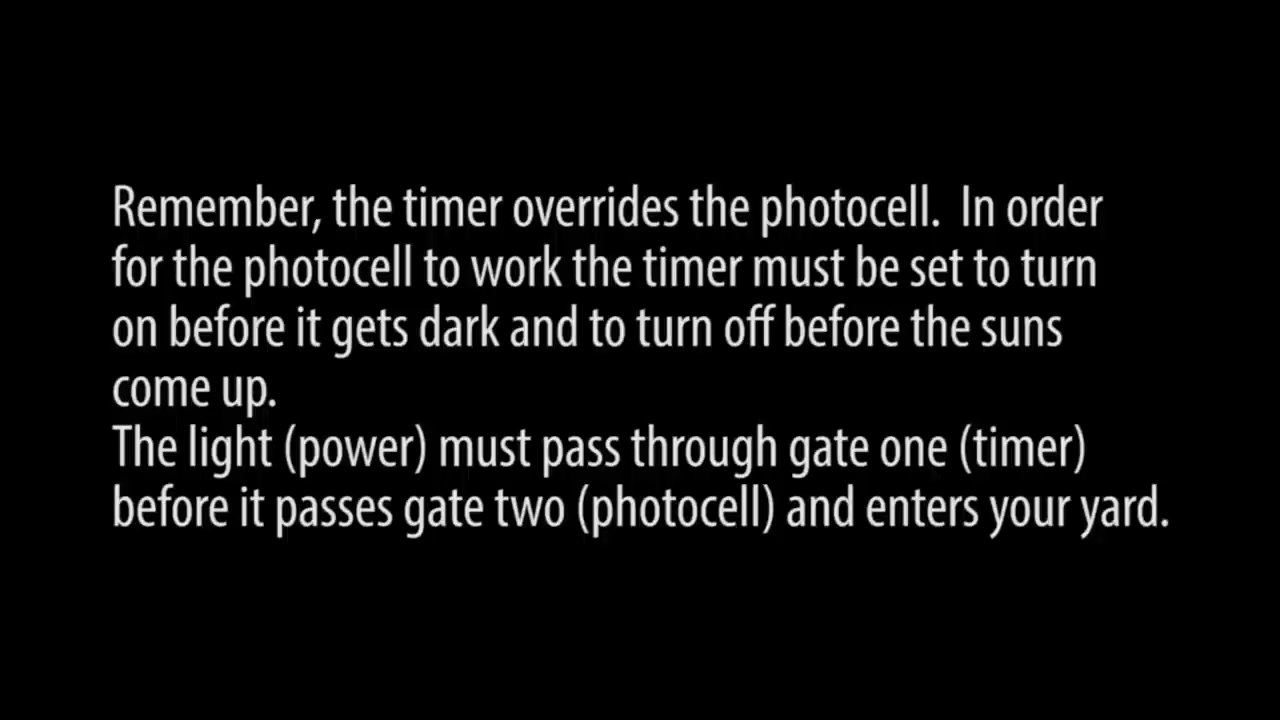 Remember, the timer overrides the photocell.  In order
for the photocell to work the timer must be set to turn
on before it gets dark and to turn off before the suns
come up.
The light (power) must pass through gate one (timer)
before it passes gate two (photocell) and enters your yard.